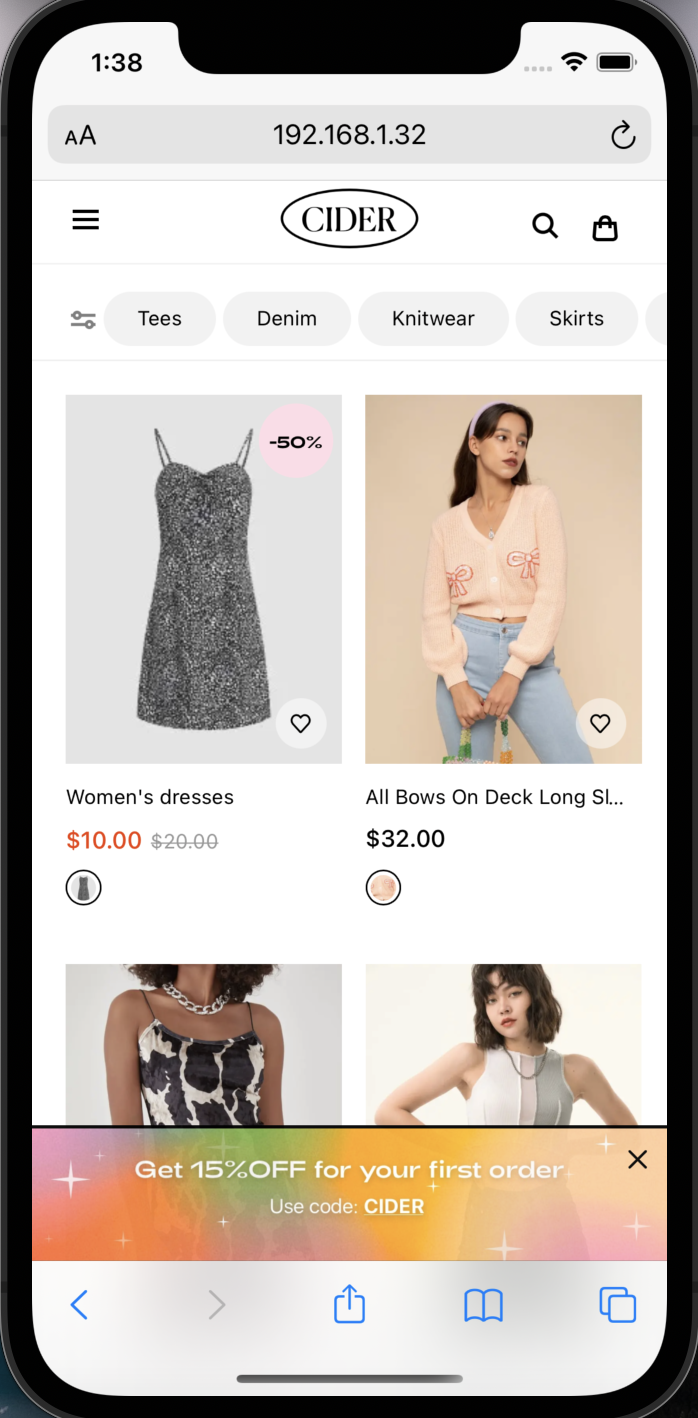 1:38
AA
192.168.1.32
CIDER
Tees
Denim
Knitwear
Skirts
-50%
Women's dresses
$10.00 $20.00
All Bows On Deck Long Sl...
$32.00
Get 15%OFF for your first order
Use code: CIDER